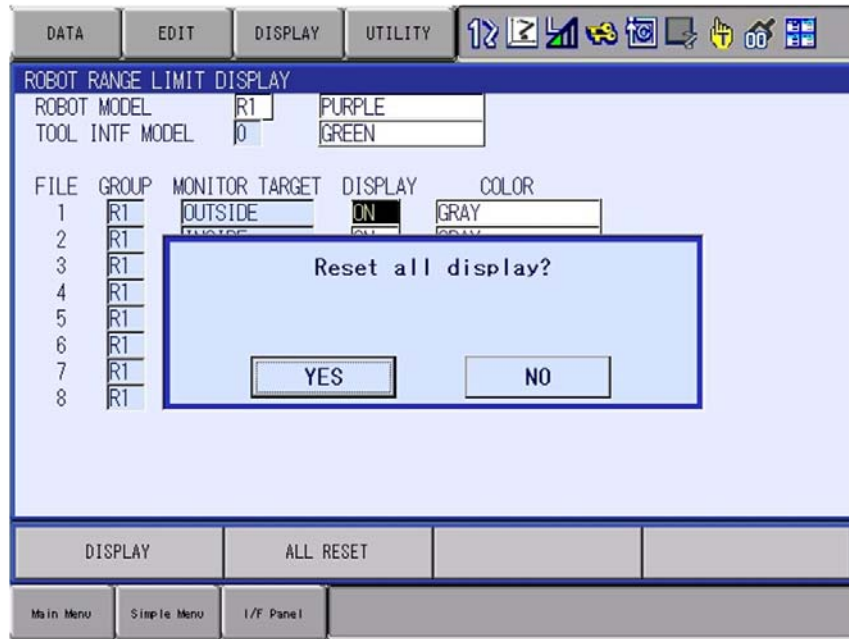 DATA EDIT DISPLAY UTILITY
ROBOT RANGE LIMIT DISPLAY
ROBOT MODEL R1 PURPLE
TOOL INTF MODEL 0 GREEN
FILE GROUP MONITOR TARGET DISPLAY COLOR
1 R1 OUTSIDE ON GRAY
2 R1
3 R1
4 R1
5 R1
6 R1
7 R1
8 R1
Reset all display?
YES NO
DISPLAY ALL RESET
Main Menu Simple Menu I/F Panel